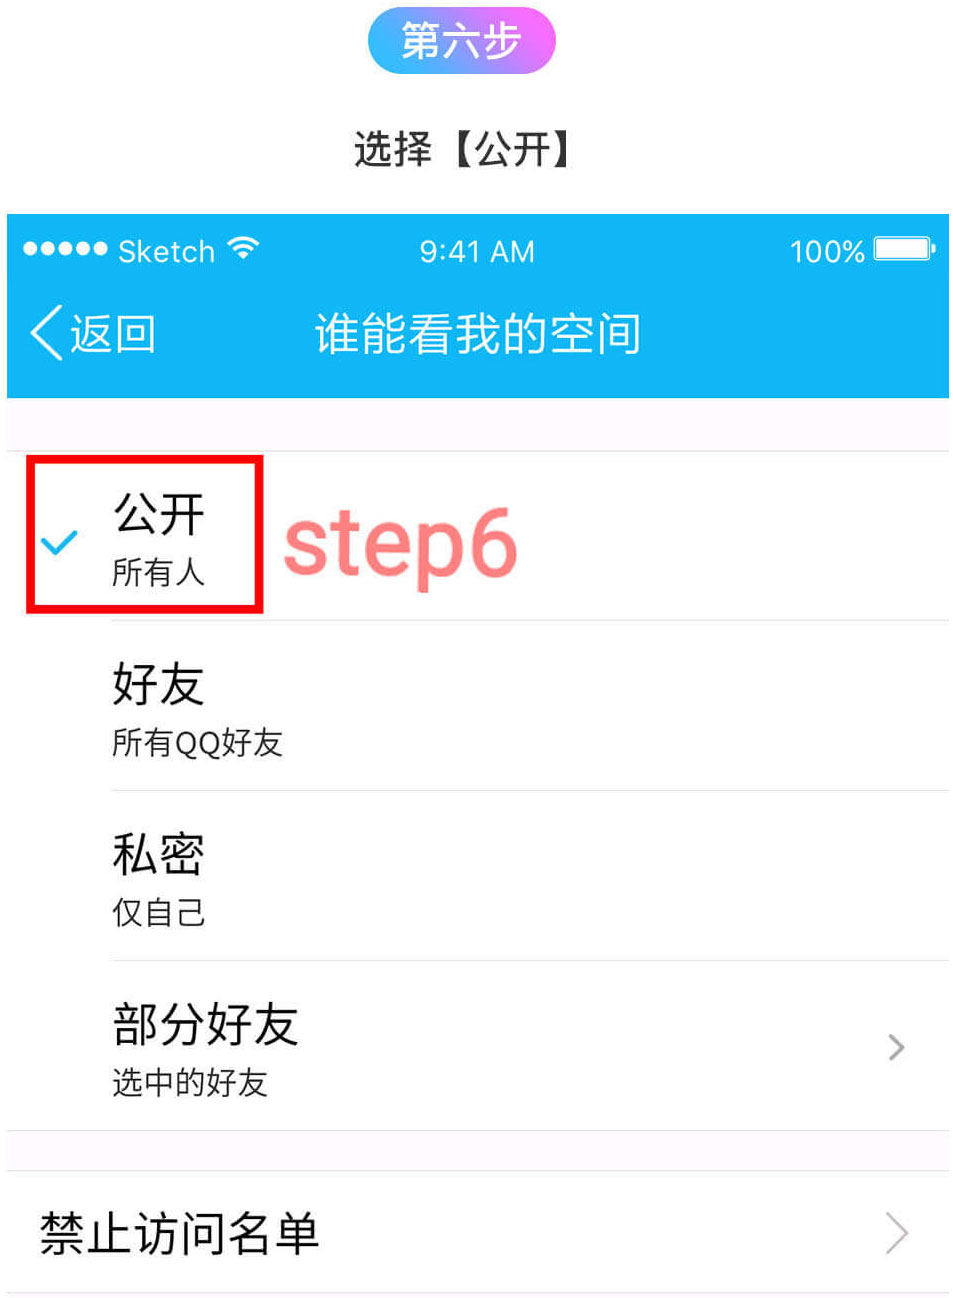 第六步
选择【公开】
Sketch 9:41 AM 100%
返回 谁能看我的空间
公开
所有人
step6
好友
所有QQ好友
私密
仅自己
部分好友
选中的好友
禁止访问名单